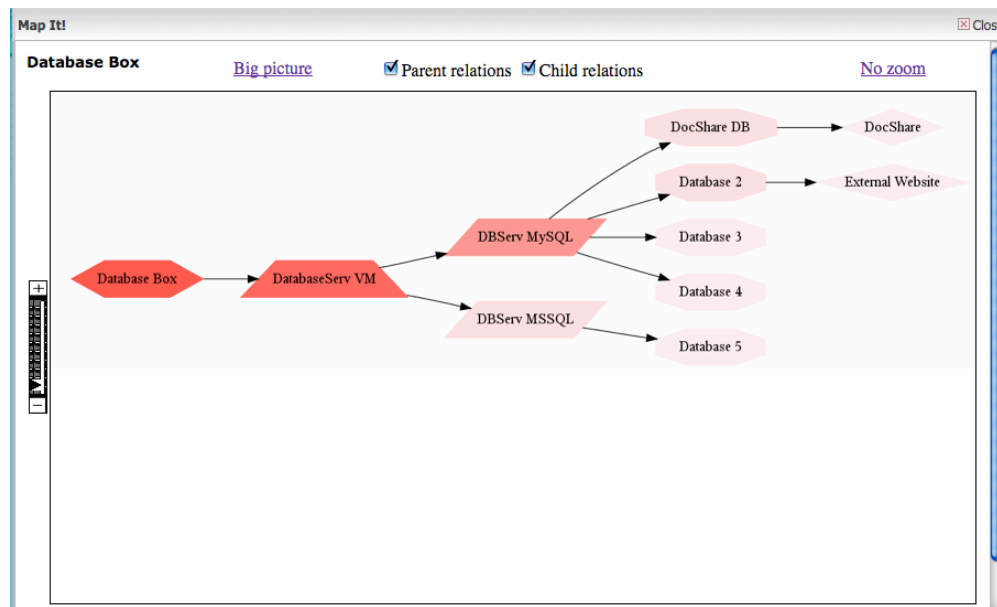 Map It!
Clos
Database Box
Big picture
Parent relations
Child relations
No zoom
DocShare DB
DocShare
Database 2
External Website
DBServ MySQL
Database 3
Database Box
DatabaseServ VM
Database 4
DBServ MSSQL
Database 5
+
−